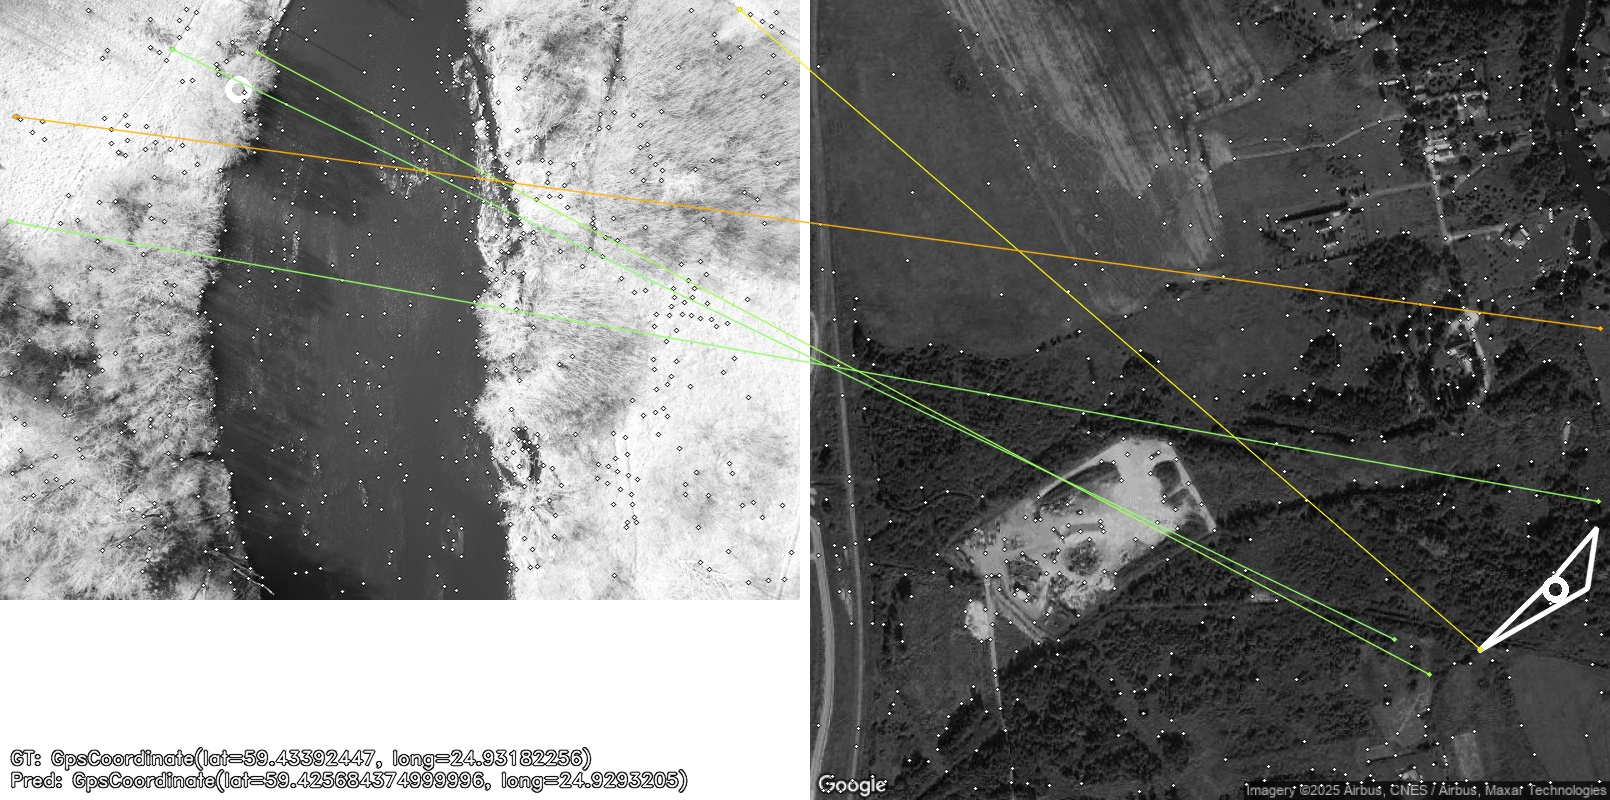 GT: GpsCoordinate(lat=59.43392447, long=24.93182256)
Pred: GpsCoordinate(lat=59.425684374999996, long=24.9293205)
Google
Imagery ©2025 Airbus, CNES / Airbus, Maxar Technologies